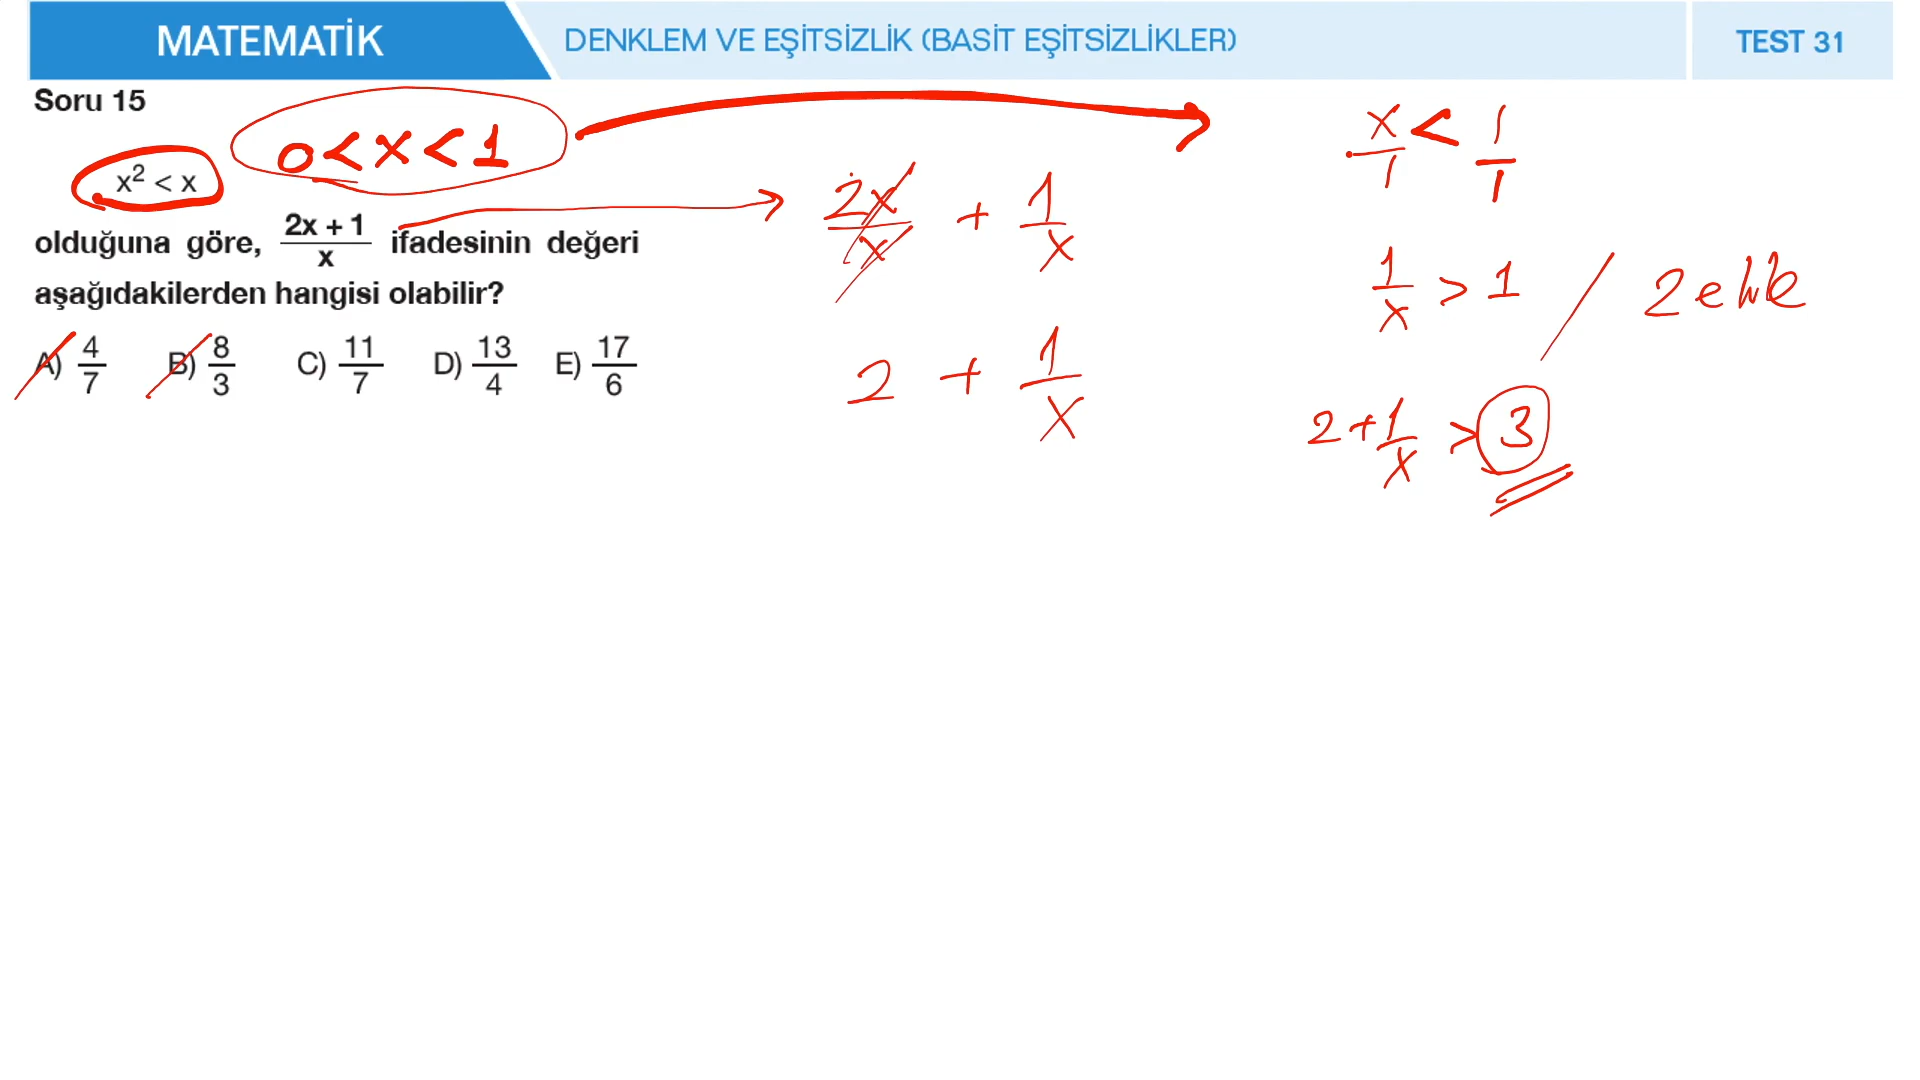 MATEMATİK DENKLEM VE EŞİTSİZLİK (BASİT EŞİTSİZLİKLER) TEST 31
Soru 15
0 < x < 1
x² < x
olduğuna göre, (2x + 1)/x ifadesinin değeri
aşağıdakilerden hangisi olabilir?
A) 4/7 B) 8/3 C) 11/7 D) 13/4 E) 17/6
2x/x + 1/x
2 + 1/x
x/1 < 1/1
1/x > 1 / 2 ekle
2 + 1/x > 3